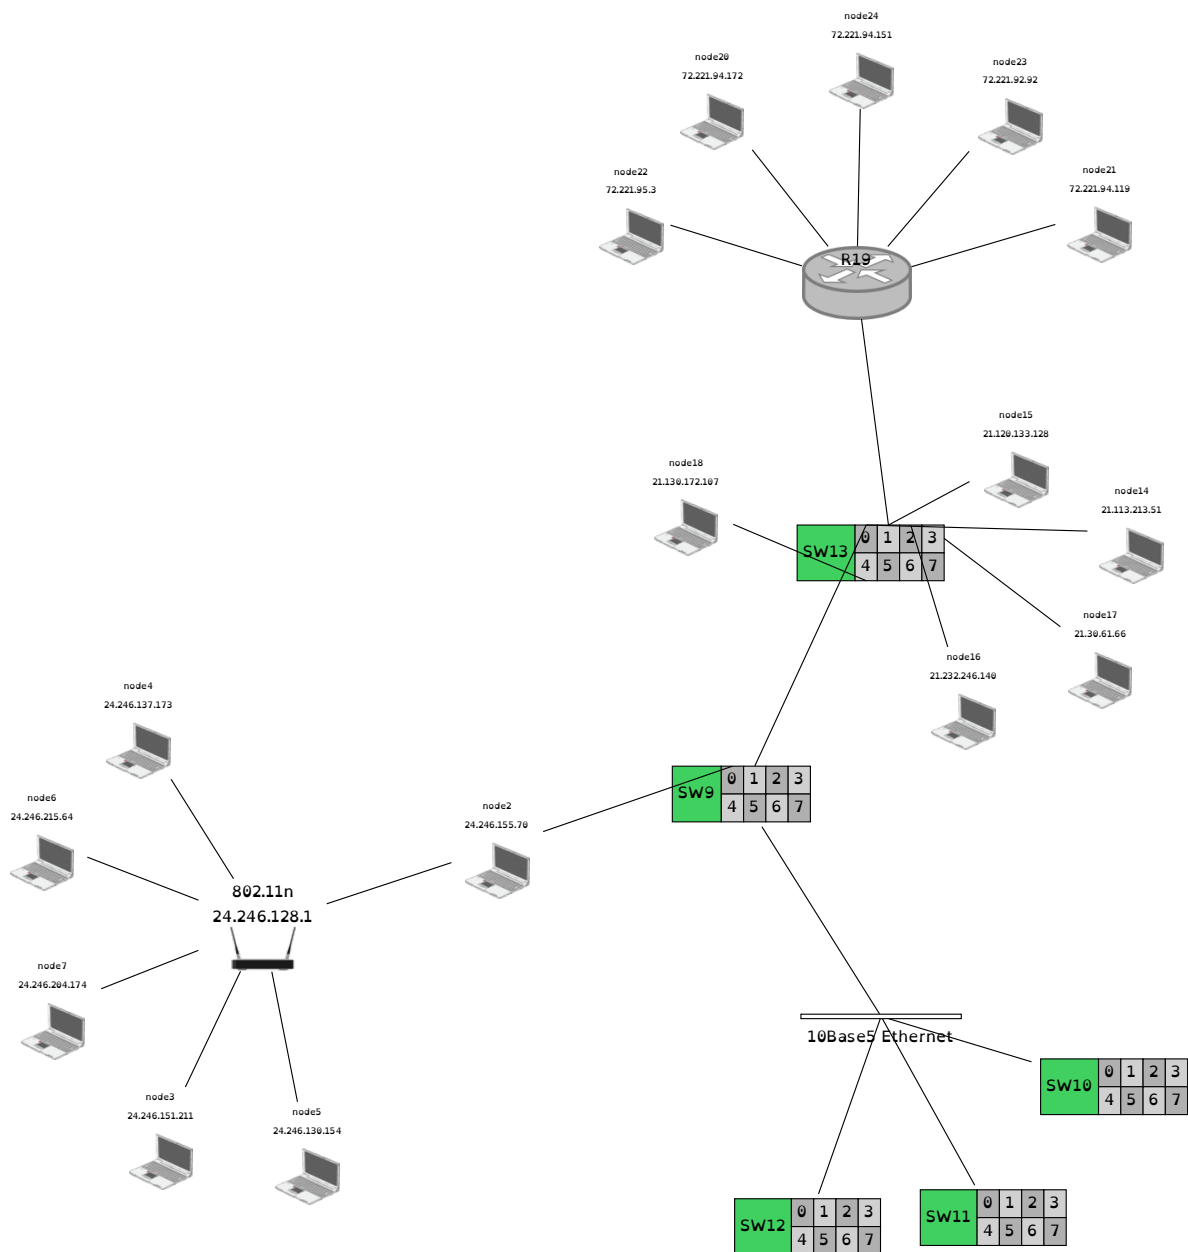 node24
72.221.94.151
node20
72.221.94.172
node23
72.221.92.92
node22
72.221.95.3
node21
72.221.94.119
R19
node15
21.120.133.128
node18
21.130.172.107
node14
21.113.213.51
SW13
0 1 2 3
4 5 6 7
node17
21.30.61.66
node16
21.232.246.140
node4
24.246.137.173
SW9
0 1 2 3
4 5 6 7
node6
24.246.215.64
node2
24.246.155.70
802.11n
24.246.128.1
node7
24.246.204.174
10Base5 Ethernet
SW10
0 1 2 3
4 5 6 7
node3
24.246.151.211
node5
24.246.130.154
SW12
0 1 2 3
4 5 6 7
SW11
0 1 2 3
4 5 6 7